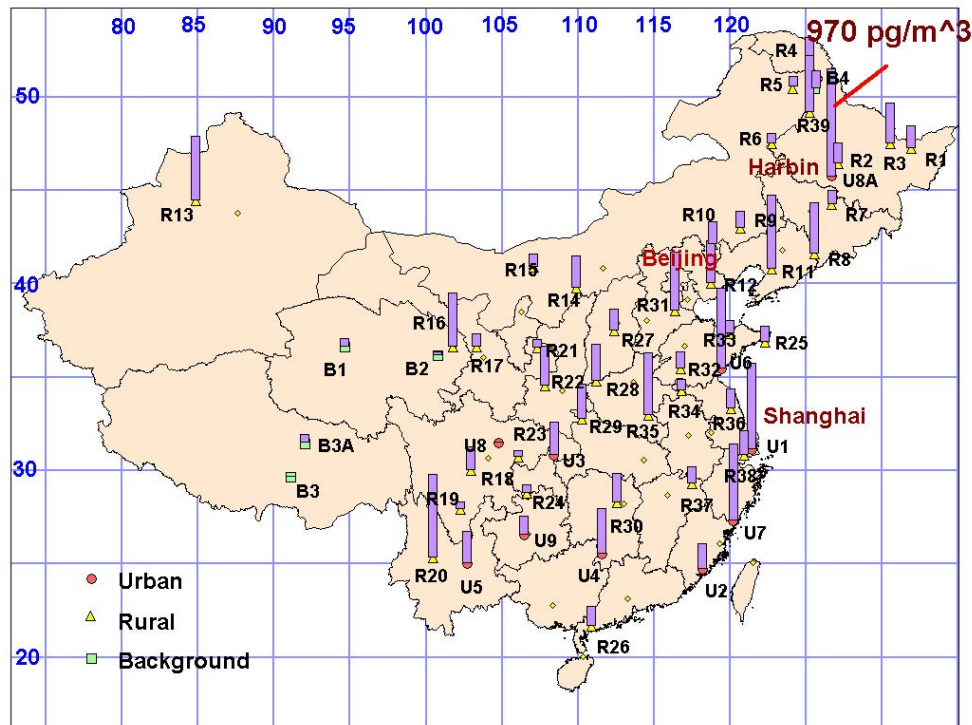 80 85 90 95 100 105 110 115 120
970 pg/m^3
R4
R5
B4
50
R39
R6
R2
R3
R1
Harbin
U8A
R13
R10
R9
R7
Beijing
R8
R15
R11
40
R12
R14
R31
R16
R33
R27
R25
R21
B1
B2
R17
R32
U6
R22
R28
R34
Shanghai
R29
R36
R35
R23
U8
B3A
U1
30
U3
R38
R18
B3
R19
R24
R37
R30
U7
U9
U4
R20
U5
U2
Urban
Rural
R26
Background
20